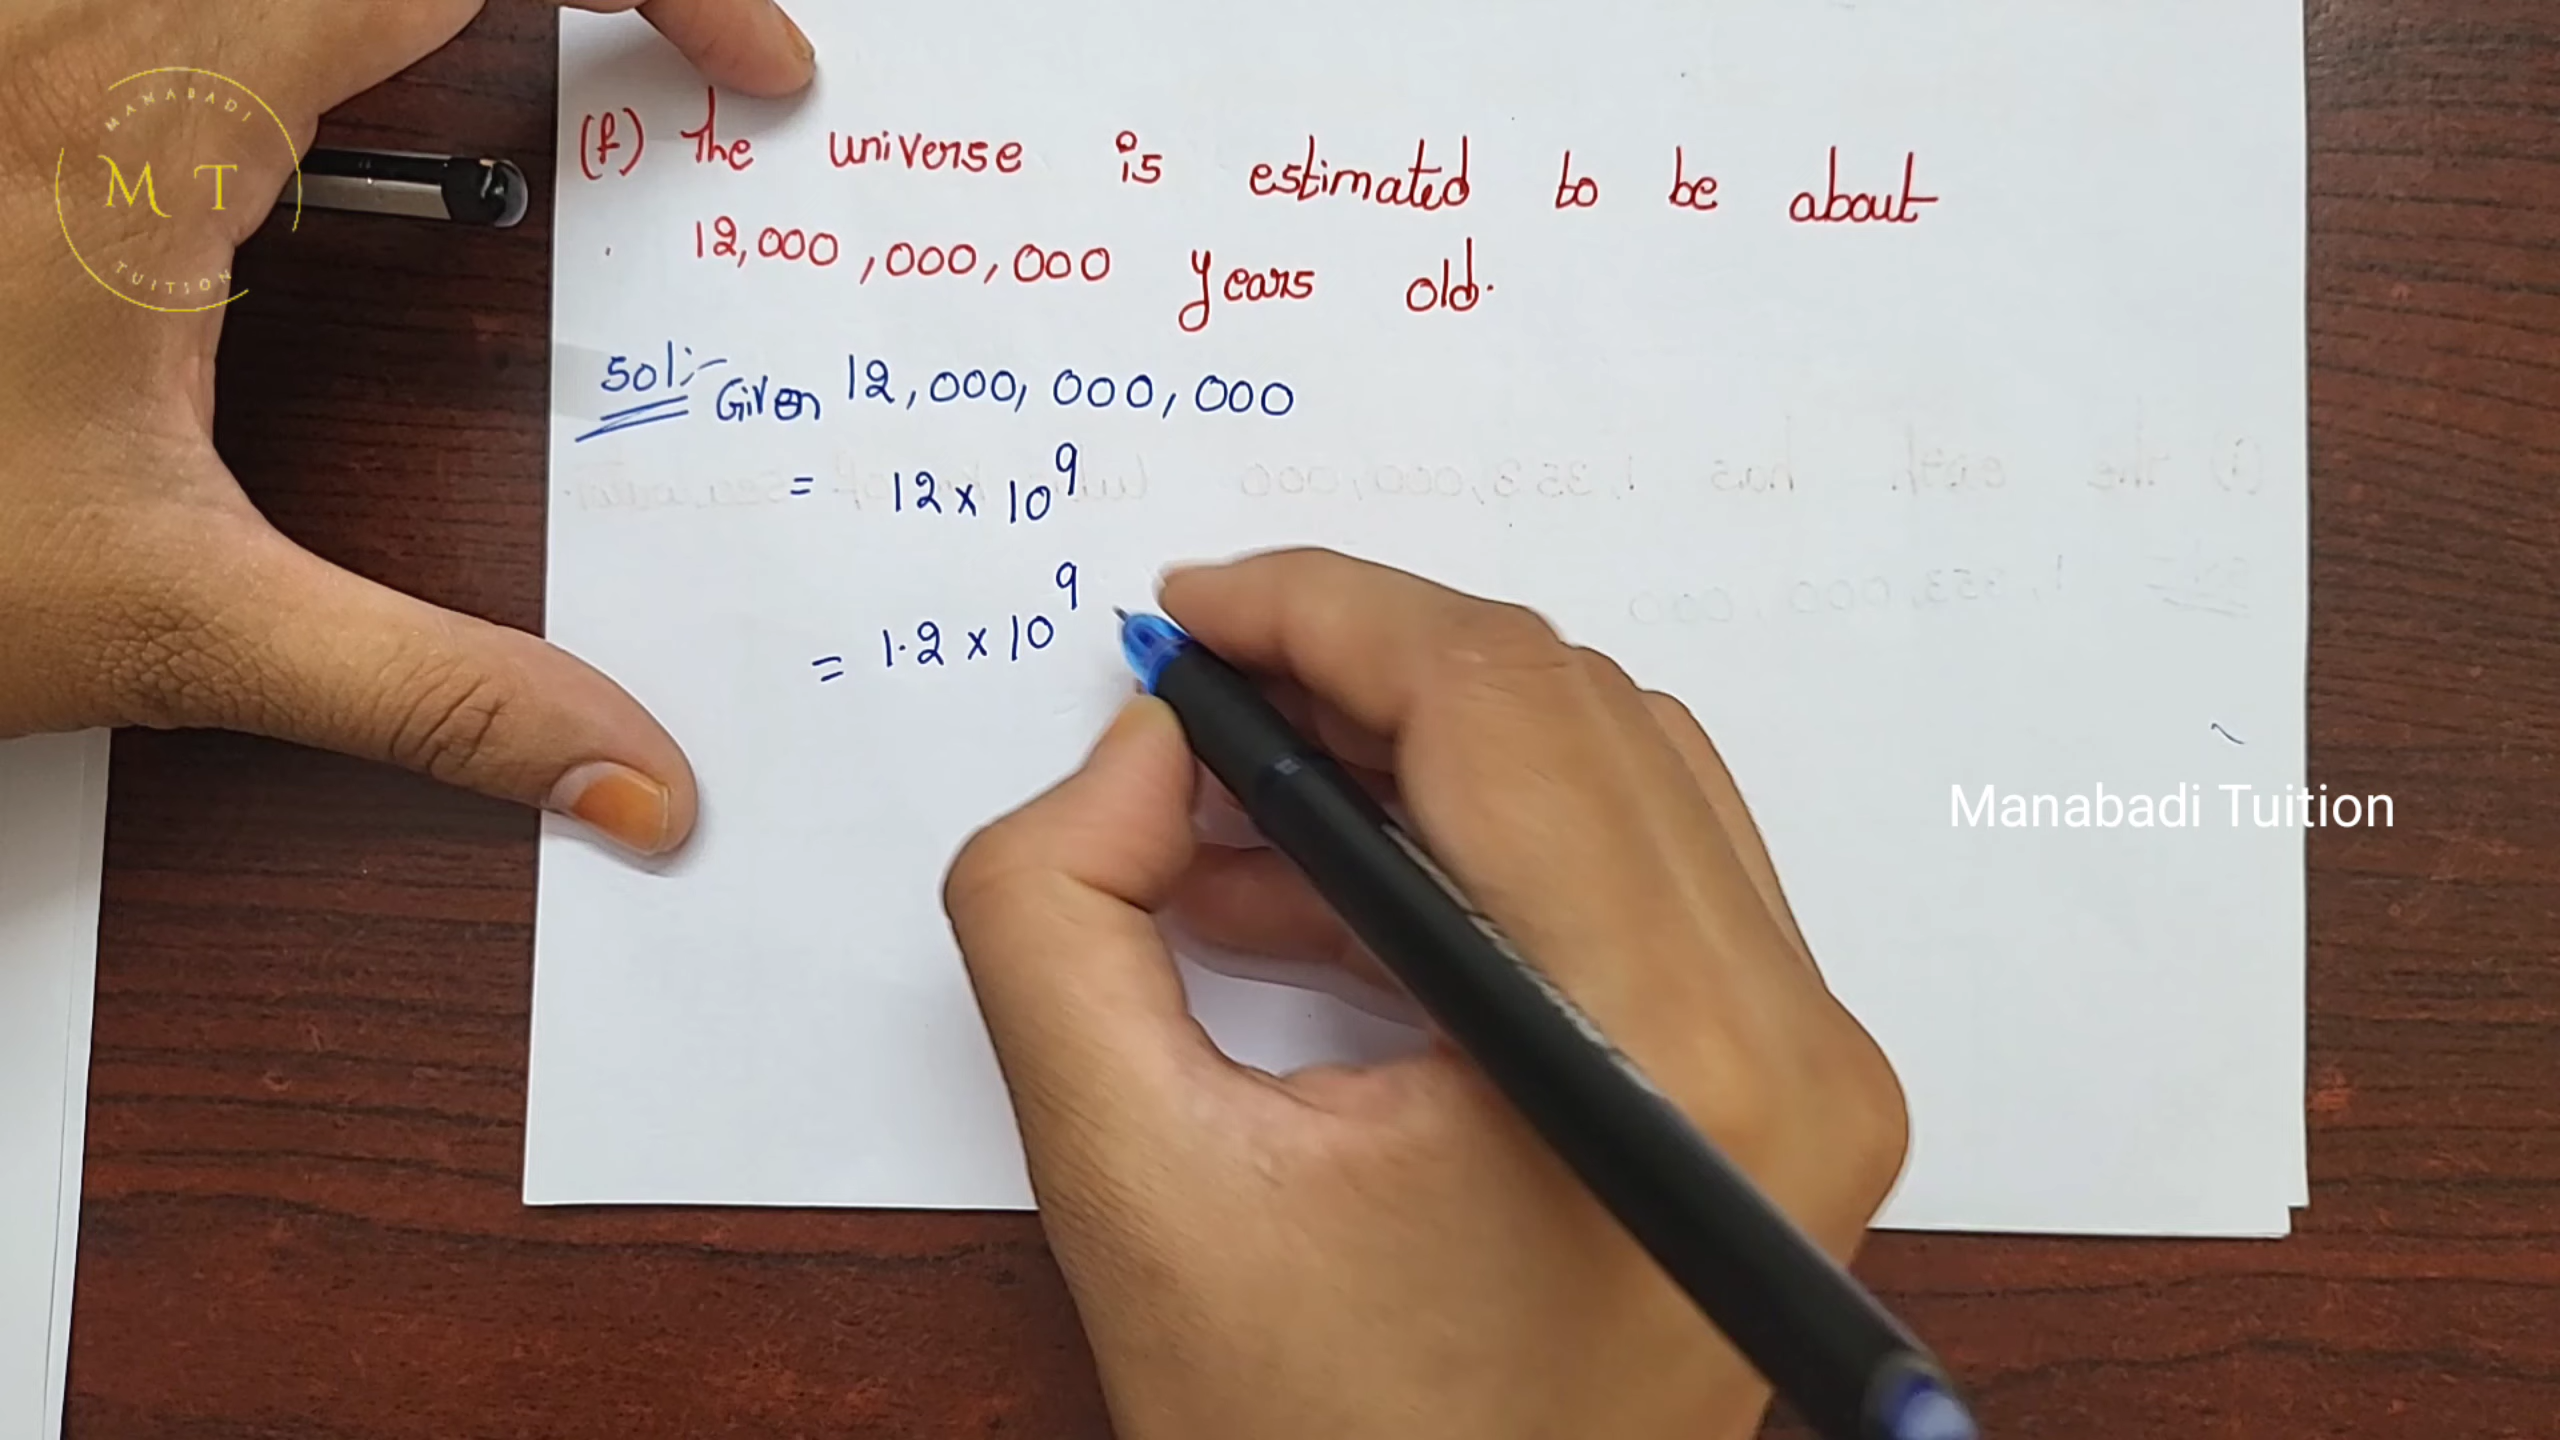 MANABADI
MT
TUITION
(f) The universe is estimated to be about
12,000,000,000 years old.
Sol:- Given 12,000,000,000
= 12 x 10^9
= 1.2 x 10^9
Manabadi Tuition